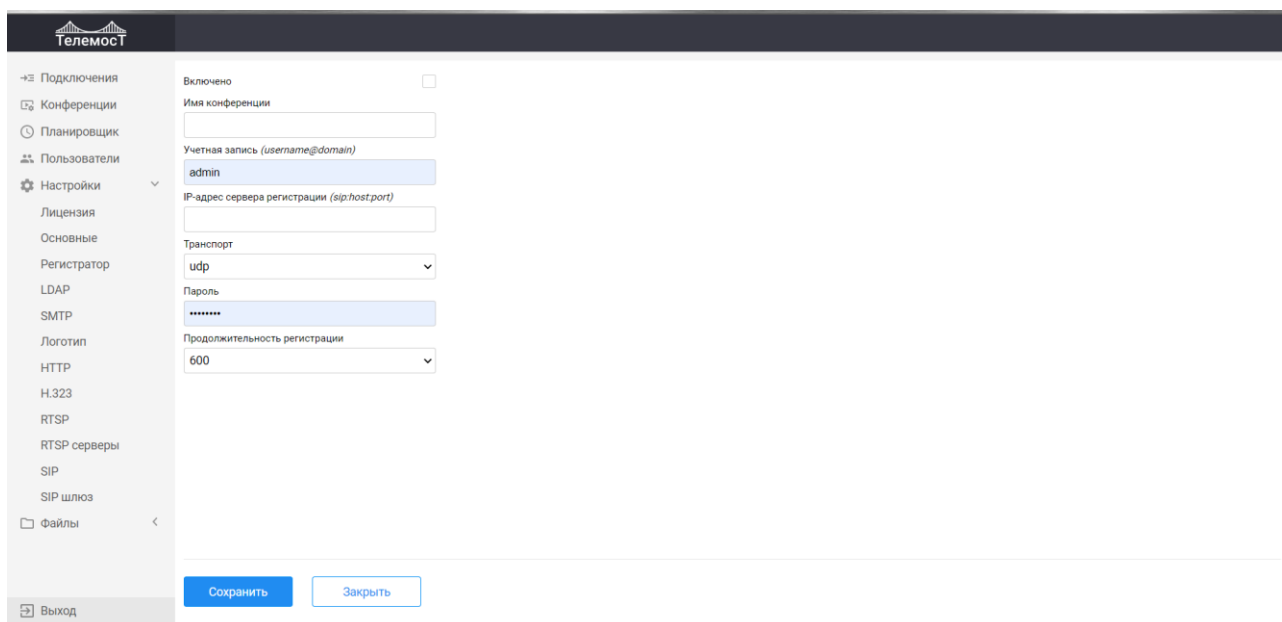 ТелемосТ
Подключения
Конференции
Планировщик
Пользователи
Настройки
Лицензия
Основные
Регистратор
LDAP
SMTP
Логотип
HTTP
H.323
RTSP
RTSP серверы
SIP
SIP шлюз
Файлы
Выход
Включено
Имя конференции
Учетная запись (username@domain)
admin
IP-адрес сервера регистрации (sip:host:port)
Транспорт
udp
Пароль
••••••••
Продолжительность регистрации
600
Сохранить
Закрыть